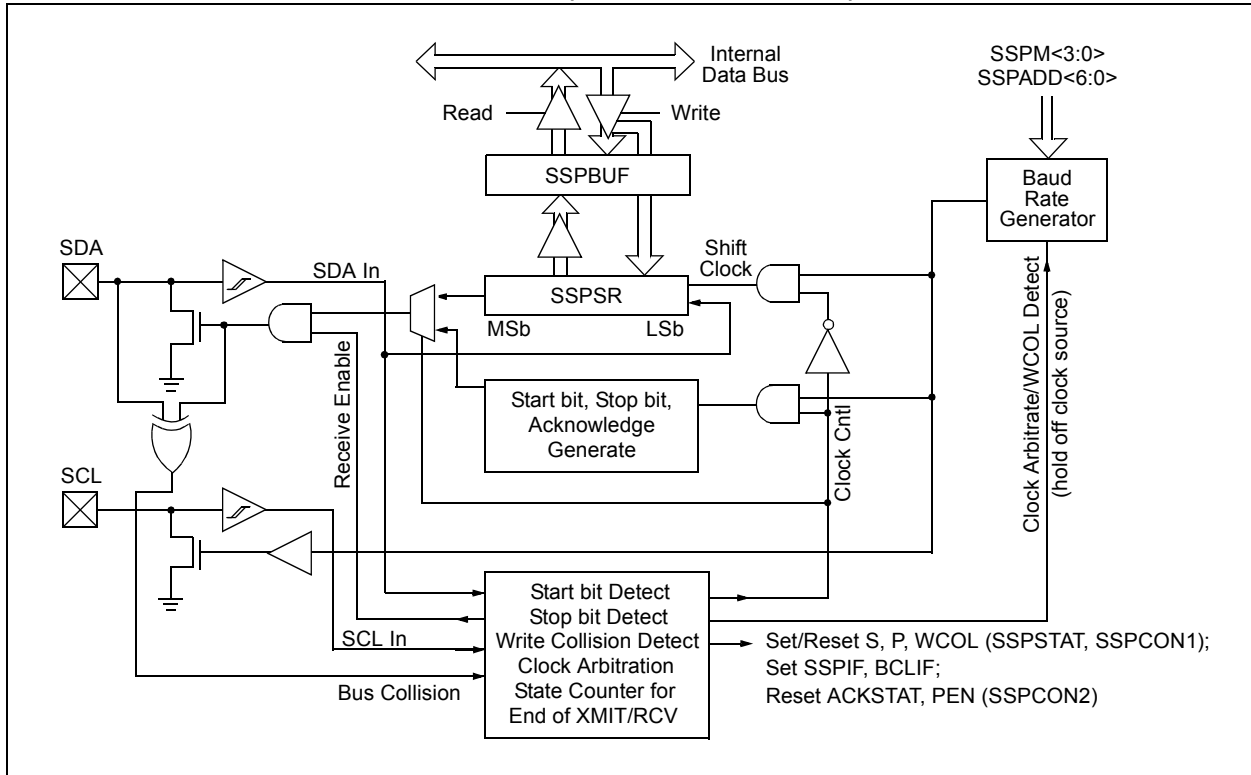 Internal
Data Bus
SSPM<3:0>
SSPADD<6:0>
Read
Write
SSPBUF
Baud
Rate
Generator
SDA
SDA In
Shift
Clock
SSPSR
MSb
LSb
Receive Enable
Start bit, Stop bit,
Acknowledge
Generate
Clock Cntl
Clock Arbitrate/WCOL Detect
(hold off clock source)
SCL
SCL In
Bus Collision
Start bit Detect
Stop bit Detect
Write Collision Detect
Clock Arbitration
State Counter for
End of XMIT/RCV
Set/Reset S, P, WCOL (SSPSTAT, SSPCON1);
Set SSPIF, BCLIF;
Reset ACKSTAT, PEN (SSPCON2)